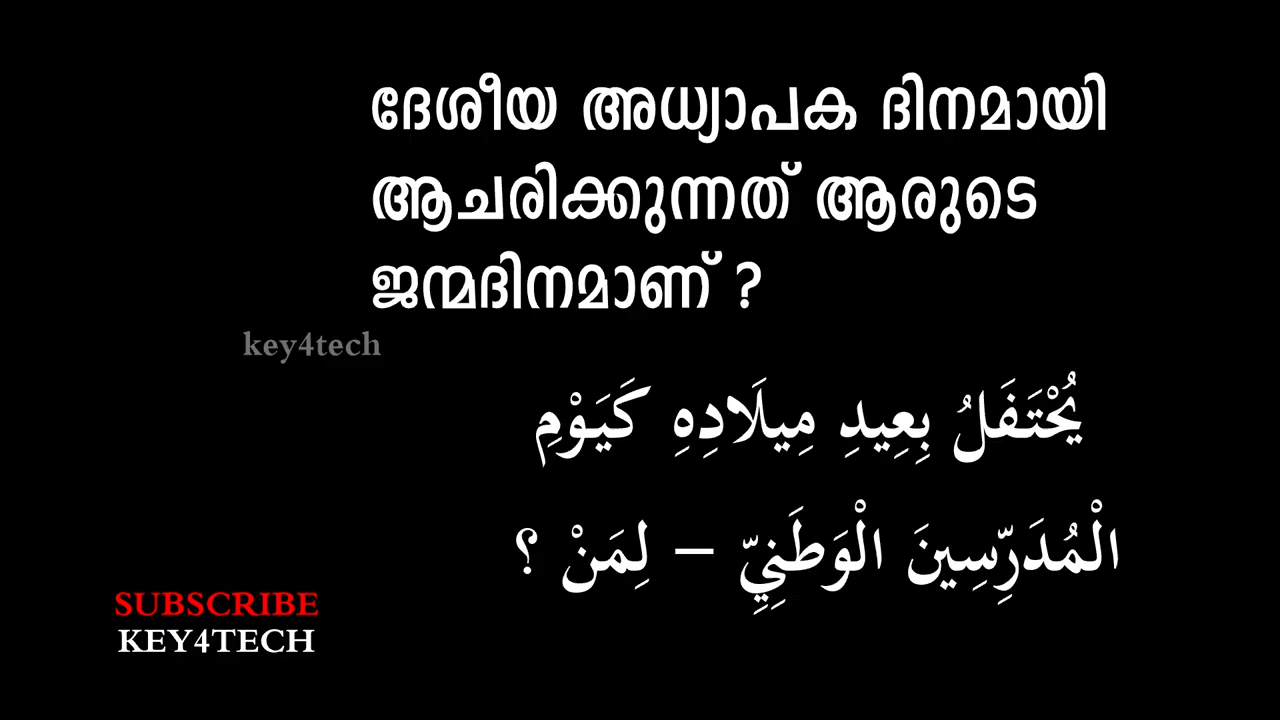 ദേശീയ അധ്യാപക ദിനമായി
ആചരിക്കുന്നത് ആരുടെ
ജന്മദിനമാണ് ?
key4tech
يُحْتَفَلُ بِعِيدِ مِيلَادِهِ كَيَوْمِ
الْمُدَرِّسِينَ الْوَطَنِيِّ – لِمَنْ ؟
SUBSCRIBE
KEY4TECH